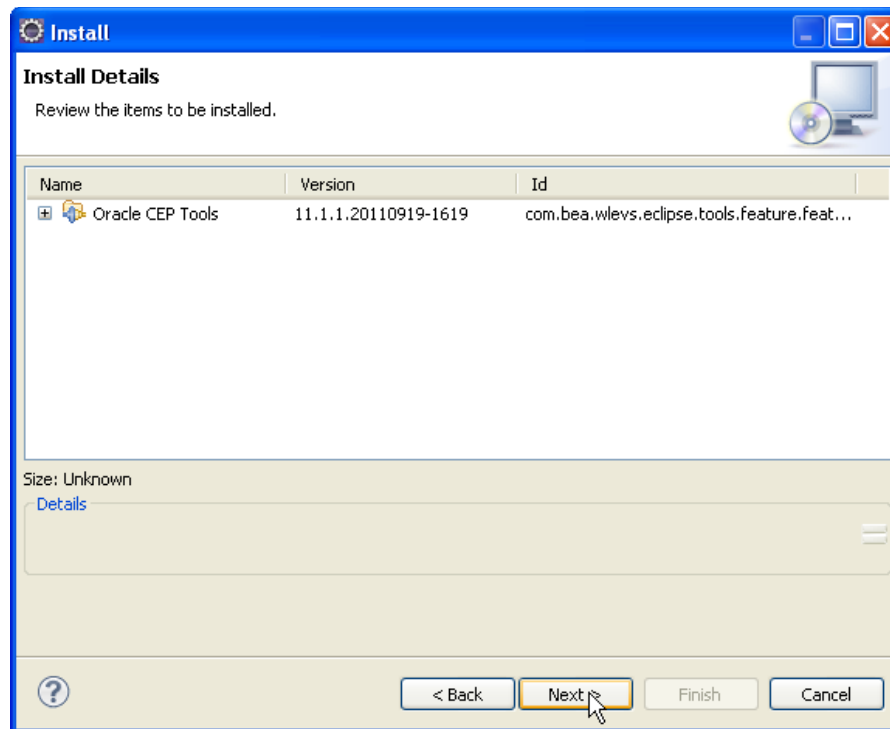 Install
Install Details
Review the items to be installed.
Name Version Id
Oracle CEP Tools 11.1.1.20110919-1619 com.bea.wlevs.eclipse.tools.feature.feat...
Size: Unknown
Details
< Back Next > Finish Cancel